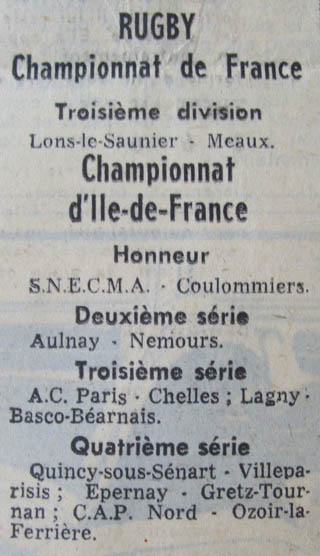 RUGBY
Championnat de France
Troisième division
Lons-le-Saunier - Meaux.
Championnat
d'Ile-de-France
Honneur
S.N.E.C.M.A. - Coulommiers.
Deuxième série
Aulnay - Nemours.
Troisième série
A.C. Paris - Chelles ; Lagny -
Basco-Béarnais.
Quatrième série
Quincy-sous-Sénart - Villepa-
risis ; Epernay - Gretz-Tour-
nan ; C.A.P. Nord - Ozoir-la-
Ferrière.